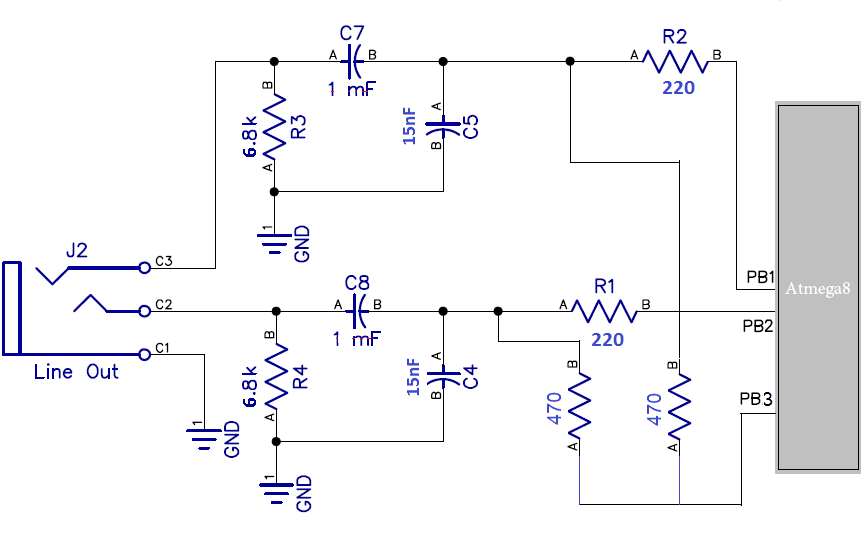 C7
R2
A
B
A
B
1 mF
220
B
A
6.8k
R3
A
15nF
C5
B
A
1
GND
J2
C3
PB1
Atmega8
C8
R1
C2
A
B
A
B
PB2
1 mF
220
B
A
C1
Line Out
6.8k
R4
15nF
C4
B
B
B
A
470
470
PB3
1
GND
A
A
1
GND